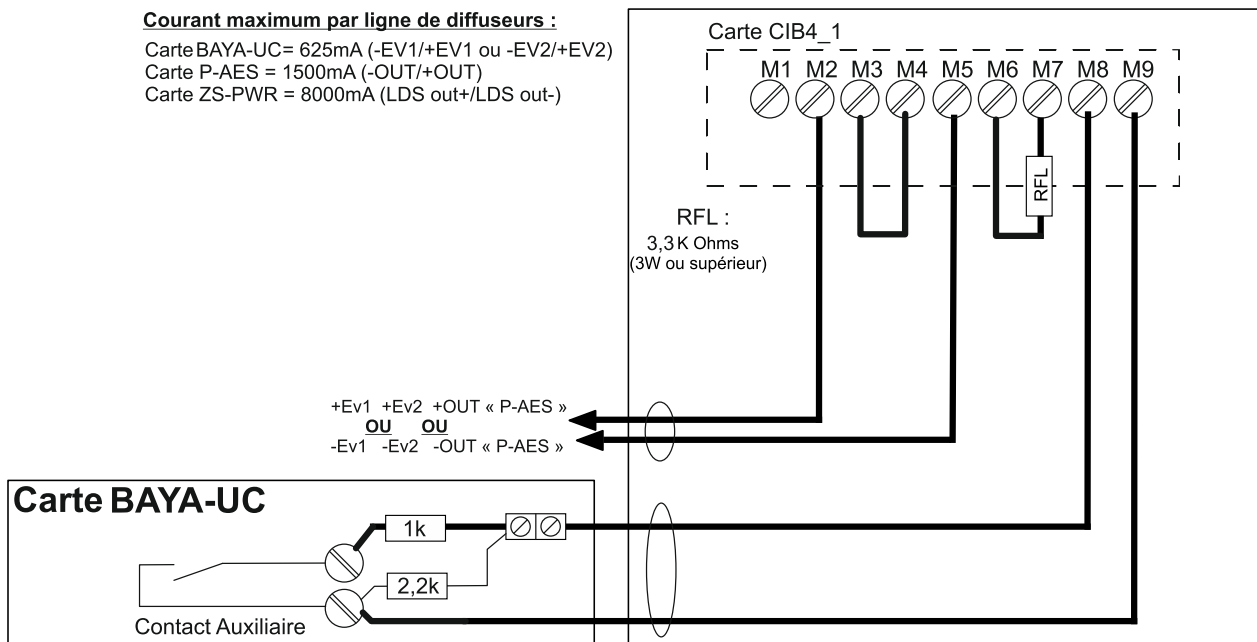 Courant maximum par ligne de diffuseurs :
Carte BAYA-UC= 625mA (-EV1/+EV1 ou -EV2/+EV2)
Carte P-AES = 1500mA (-OUT/+OUT)
Carte ZS-PWR = 8000mA (LDS out+/LDS out-)
Carte CIB4_1
M1 M2 M3 M4 M5 M6 M7 M8 M9
RFL
RFL :
3,3 K Ohms
(3W ou supérieur)
+Ev1 +Ev2 +OUT « P-AES »
OU OU
-Ev1 -Ev2 -OUT « P-AES »
Carte BAYA-UC
1k
2,2k
Contact Auxiliaire